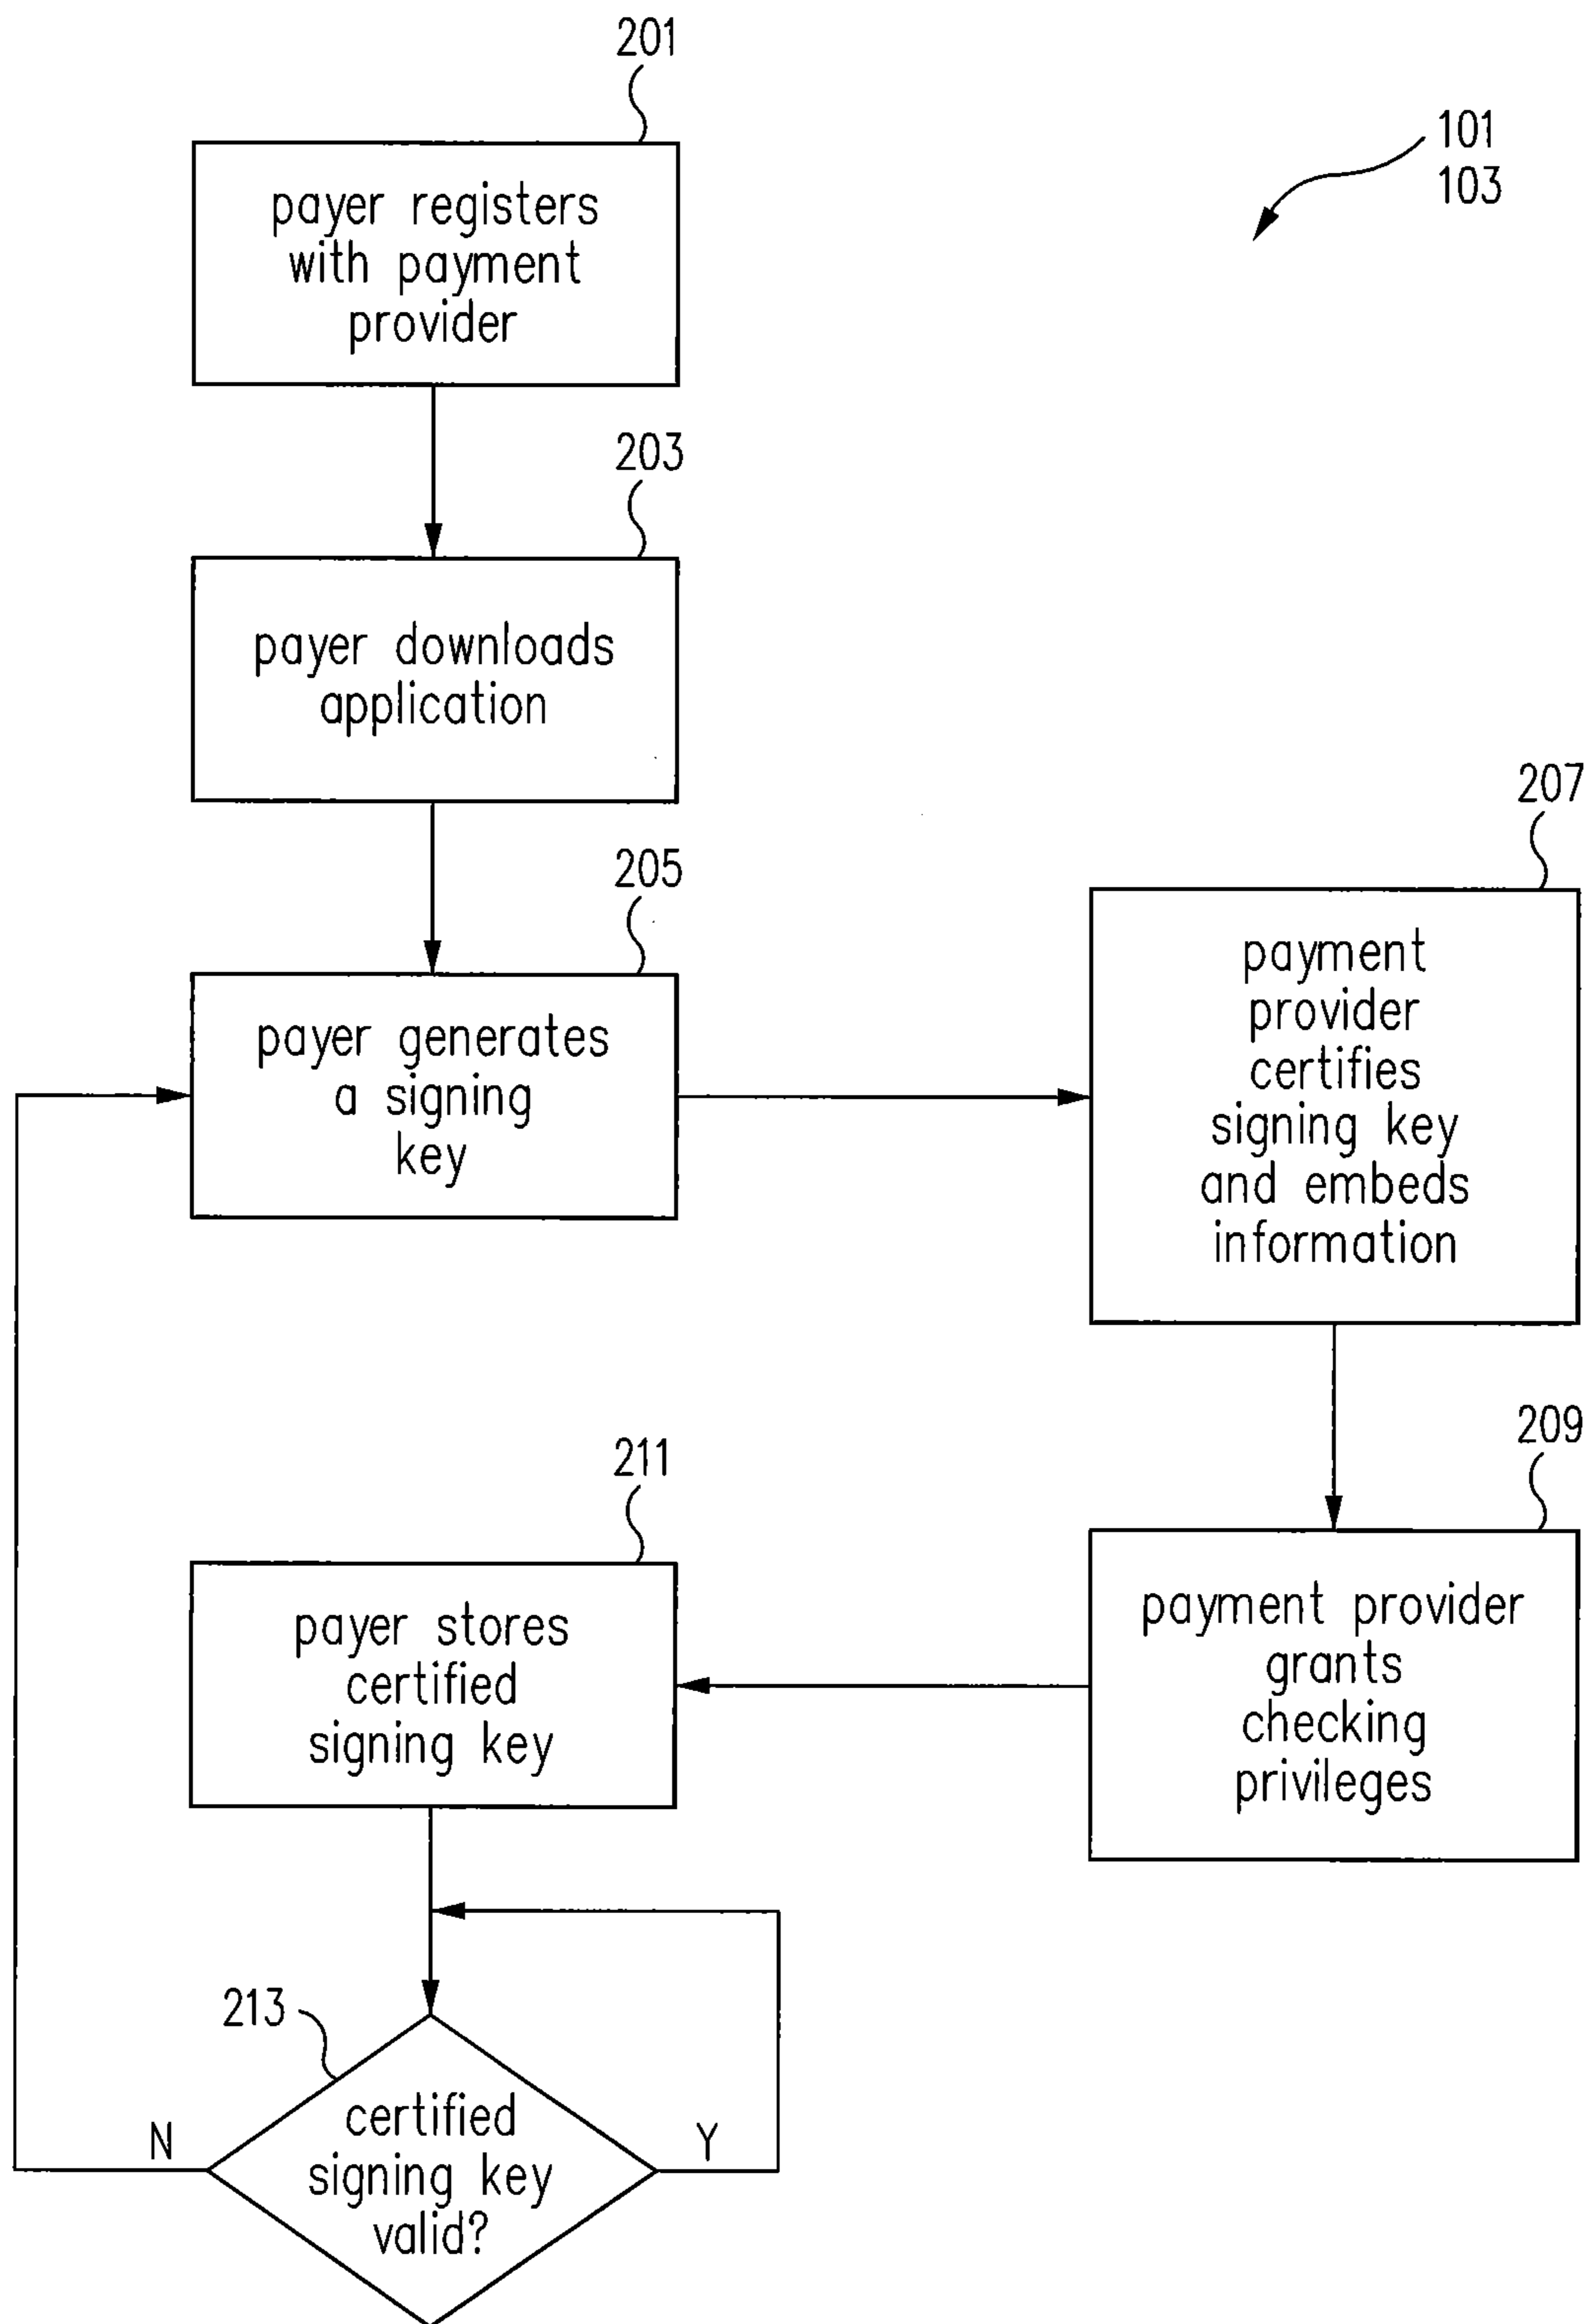 201
101
103
payer registers
with payment
provider
203
payer downloads
application
207
205
payer generates
a signing
key
payment
provider
certifies
signing key
and embeds
information
209
211
payer stores
certified
signing key
payment provider
grants
checking
privileges
213
N
certified
signing key
valid?
Y